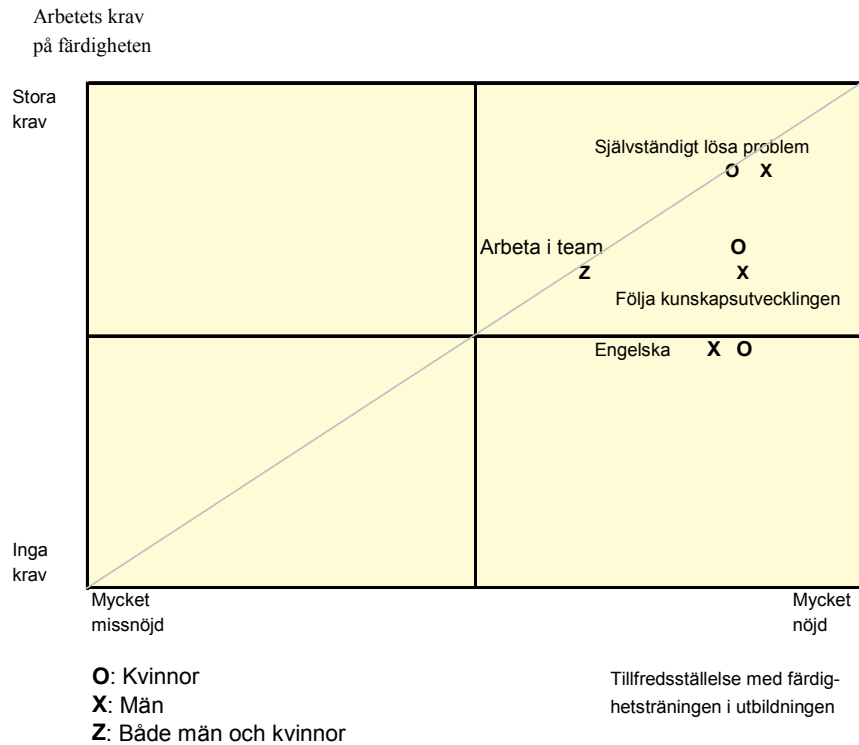 Arbetets krav
på färdigheten
Stora
krav
Självständigt lösa problem
O X
Arbeta i team O
Z X
Följa kunskapsutvecklingen
Engelska X O
Inga
krav
Mycket
missnöjd
Mycket
nöjd
O: Kvinnor
X: Män
Z: Både män och kvinnor
Tillfredsställelse med färdig-
hetsträningen i utbildningen